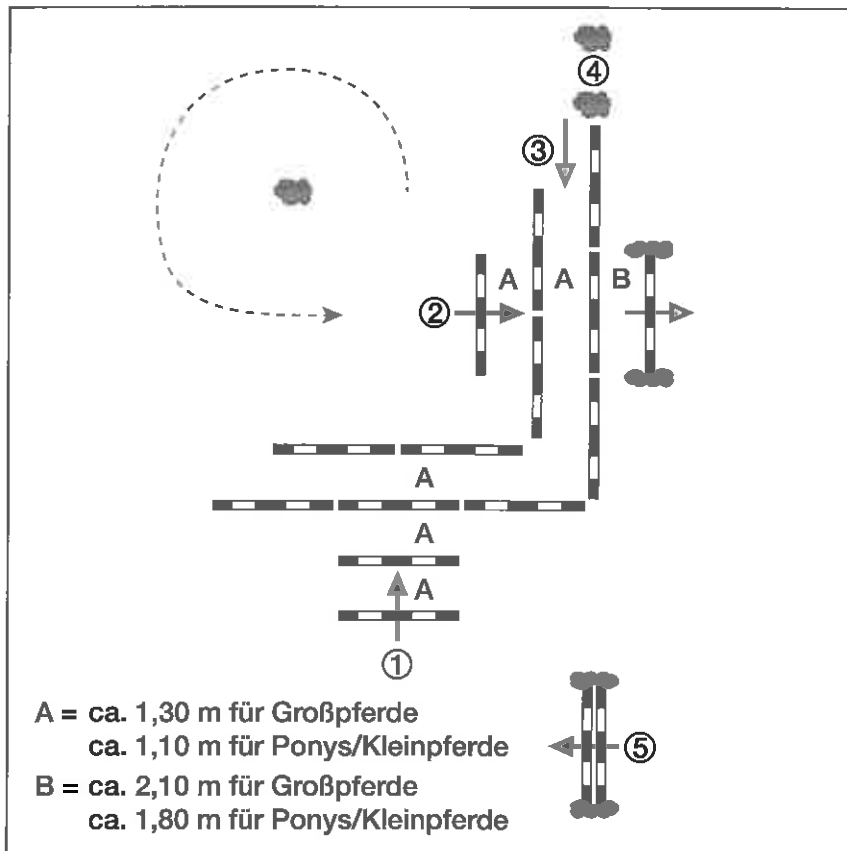 ④
③
A A B
②
A
A
A
①
A = ca. 1,30 m für Großpferde
ca. 1,10 m für Ponys/Kleinpferde
⑤
B = ca. 2,10 m für Großpferde
ca. 1,80 m für Ponys/Kleinpferde